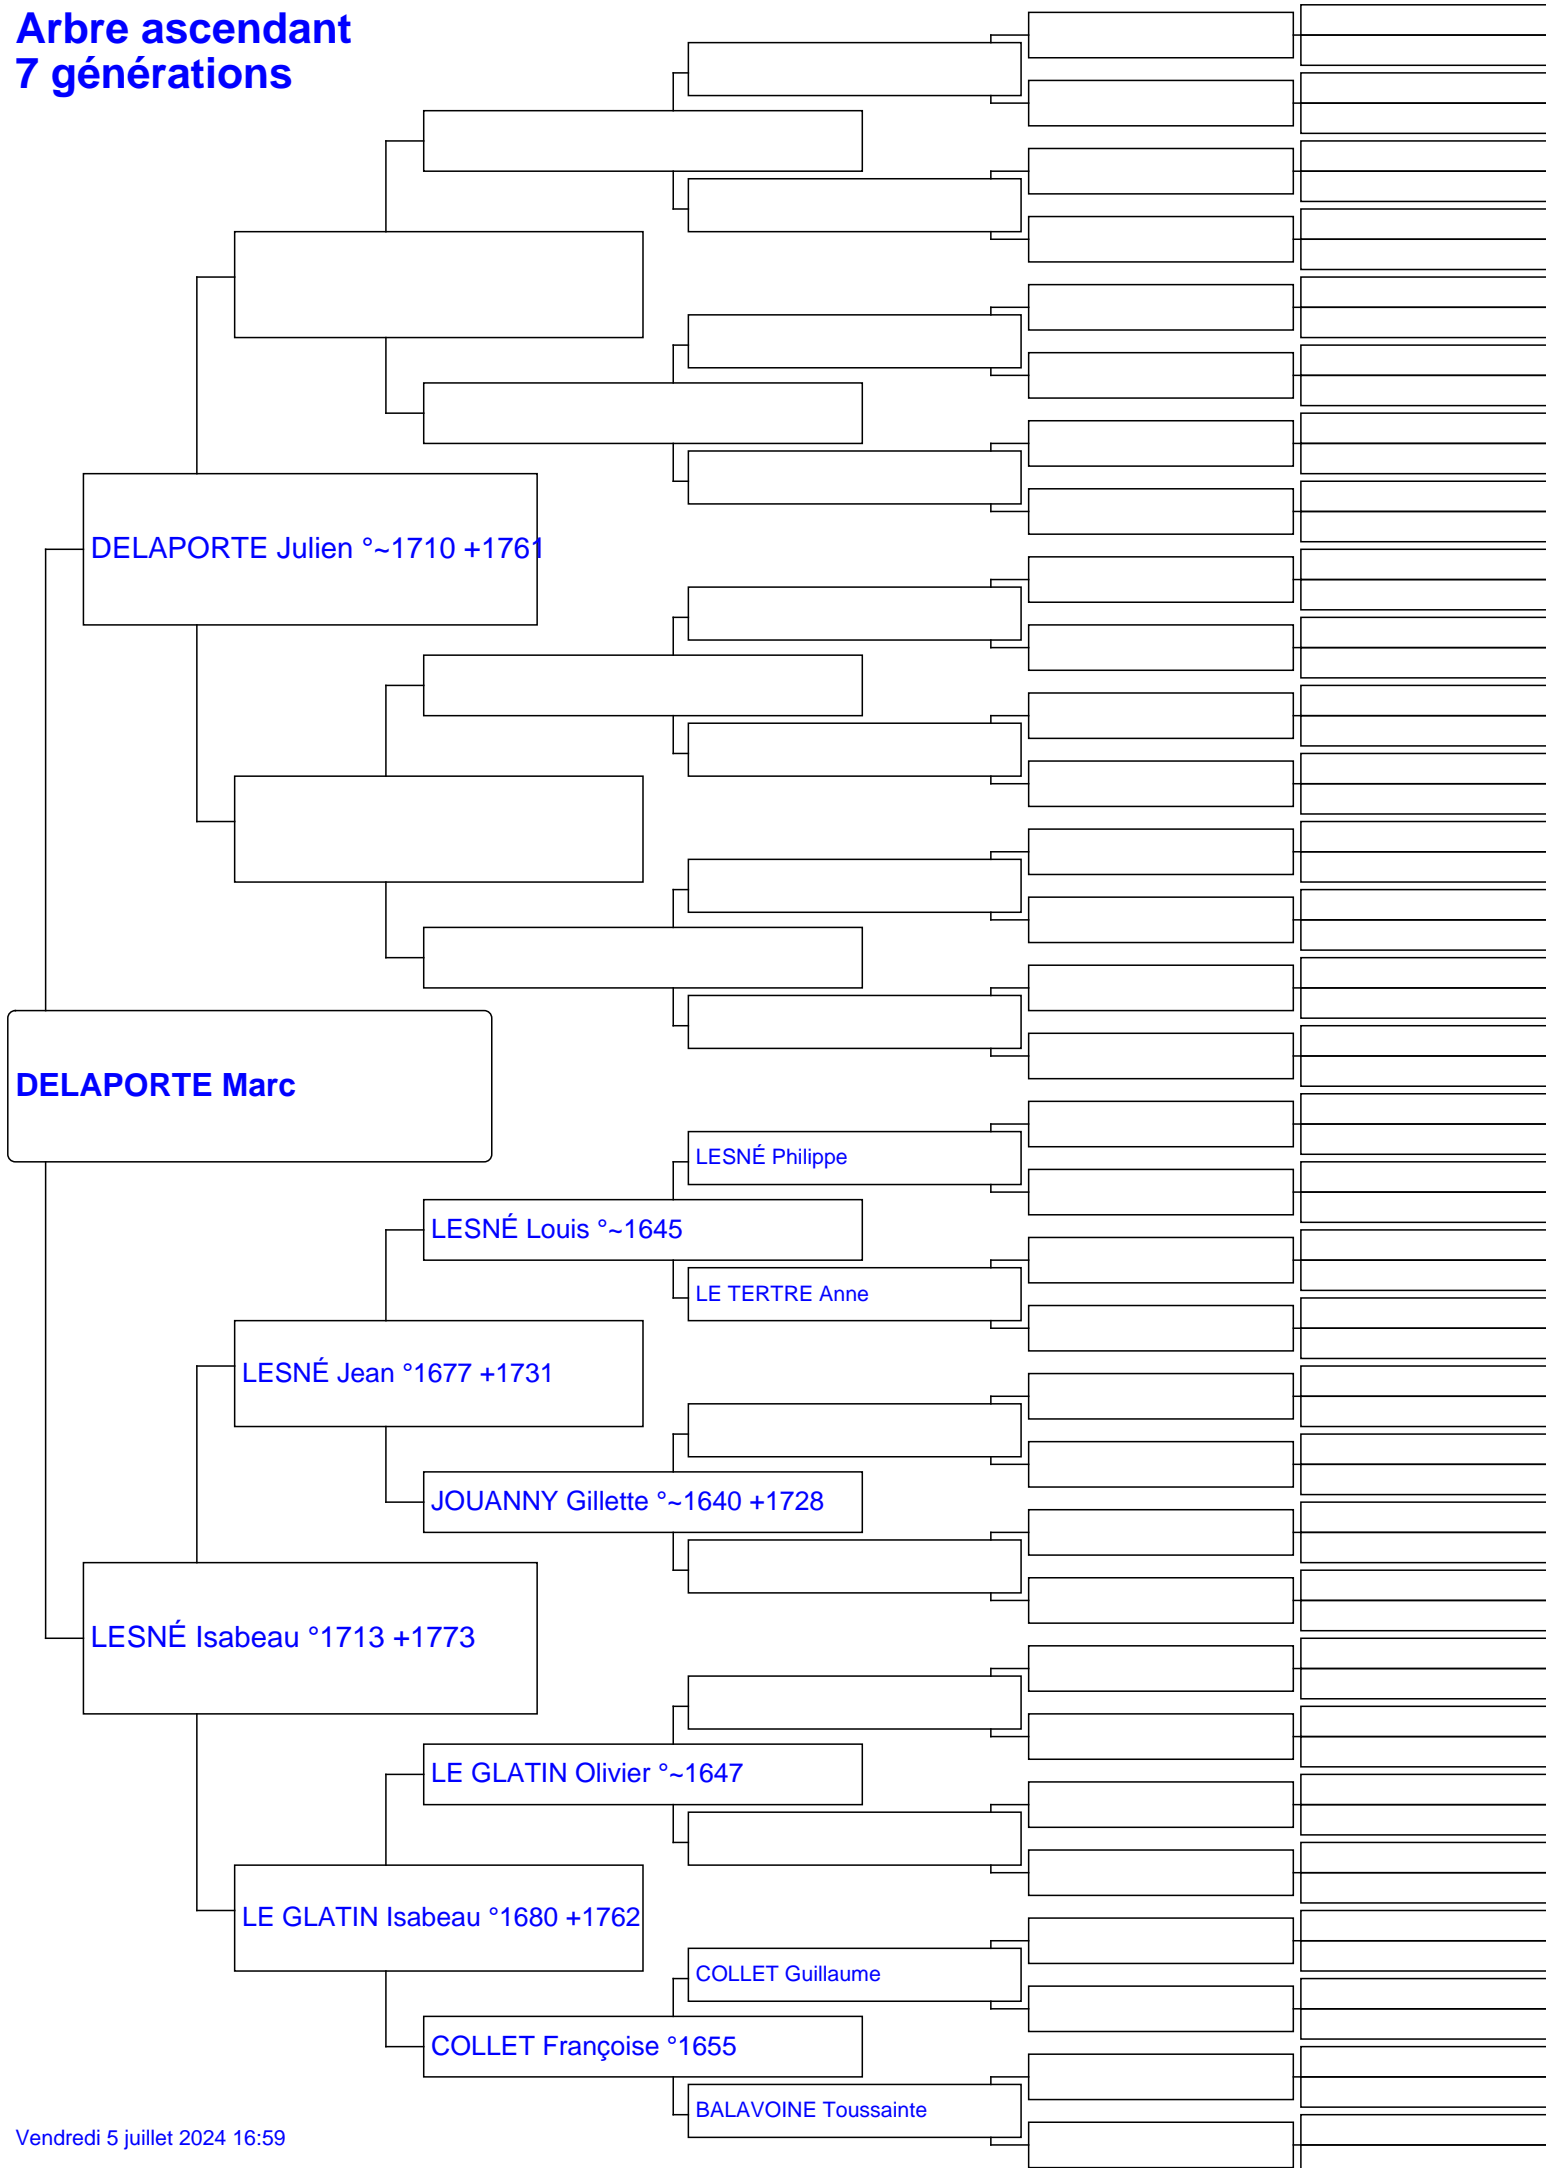 Arbre ascendant
7 générations
DELAPORTE Julien °~1710 +1761
DELAPORTE Marc
LESNÉ Philippe
LESNÉ Louis °~1645
LE TERTRE Anne
LESNÉ Jean °1677 +1731
JOUANNY Gillette °~1640 +1728
LESNÉ Isabeau °1713 +1773
LE GLATIN Olivier °~1647
LE GLATIN Isabeau °1680 +1762
COLLET Guillaume
COLLET Françoise °1655
BALAVOINE Toussainte
Vendredi 5 juillet 2024 16:59